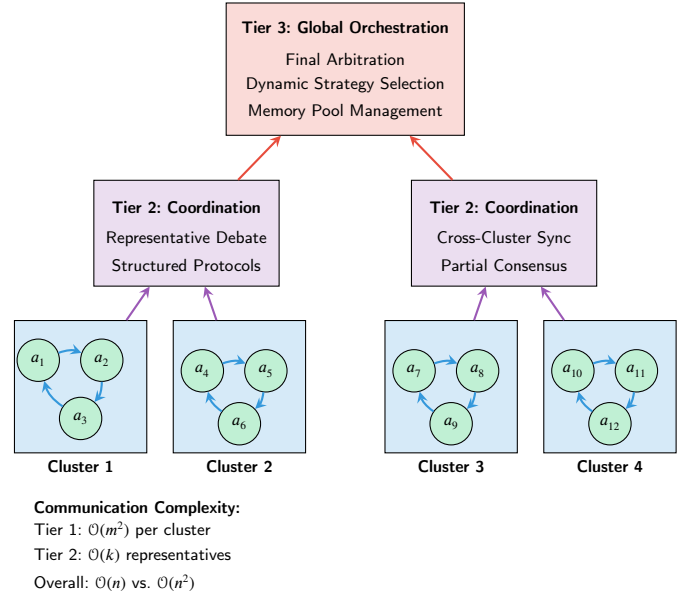 Tier 3: Global Orchestration
Final Arbitration
Dynamic Strategy Selection
Memory Pool Management
Tier 2: Coordination
Representative Debate
Structured Protocols
Tier 2: Coordination
Cross-Cluster Sync
Partial Consensus
a₁
a₂
a₃
Cluster 1
a₄
a₅
a₆
Cluster 2
a₇
a₈
a₉
Cluster 3
a₁₀
a₁₁
a₁₂
Cluster 4
Communication Complexity:
Tier 1: O(m²) per cluster
Tier 2: O(k) representatives
Overall: O(n) vs. O(n²)